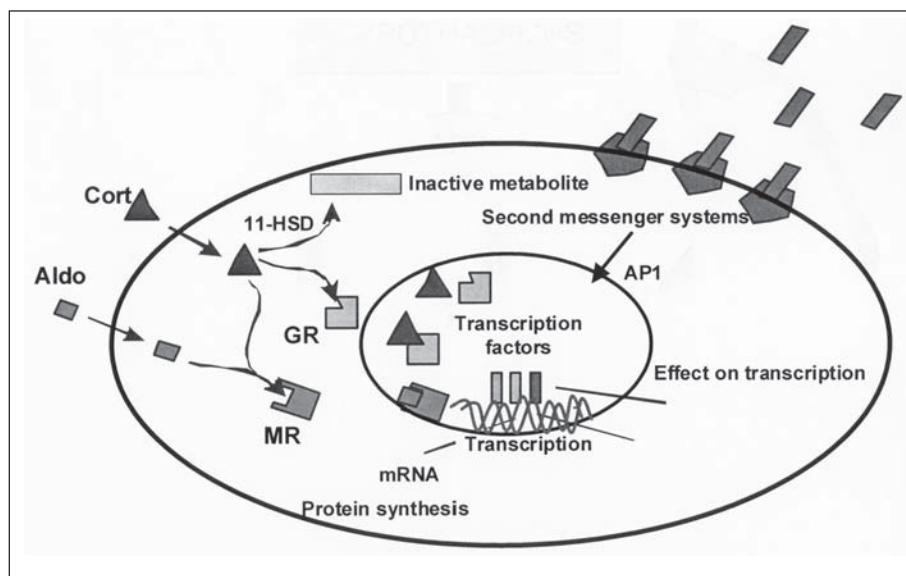 Inactive metabolite
Cort
11-HSD
Second messenger systems
Aldo
AP1
GR
Transcription
factors
Effect on transcription
MR
Transcription
mRNA
Protein synthesis